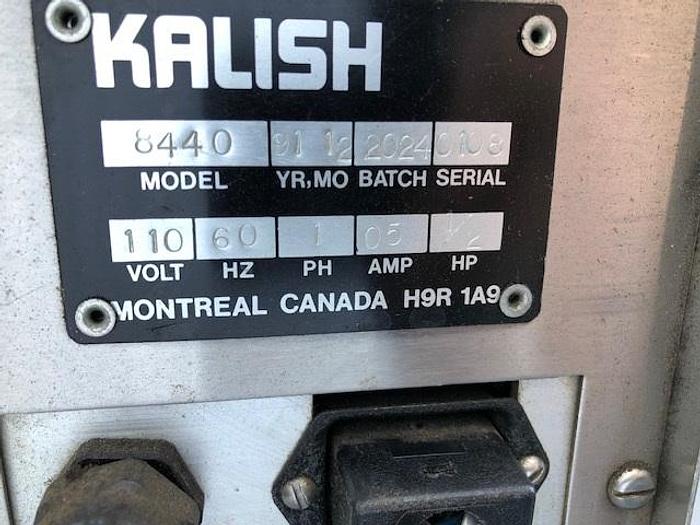 KALISH
8440 91 12 2024 0108
MODEL YR,MO BATCH SERIAL
110 60 1 05 1/2
VOLT HZ PH AMP HP
MONTREAL CANADA H9R 1A9